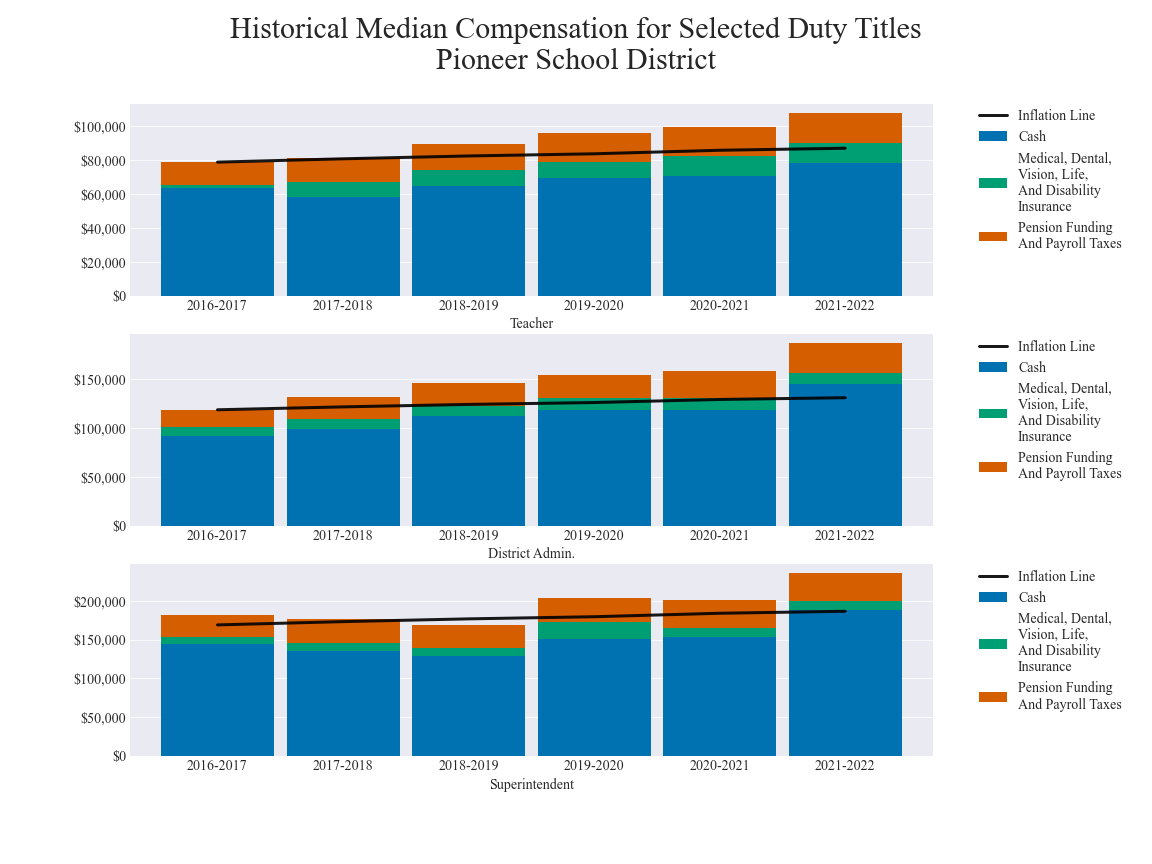 Historical Median Compensation for Selected Duty Titles
Pioneer School District
$100,000
$80,000
$60,000
$40,000
$20,000
$0
2016-2017
2017-2018
2018-2019
2019-2020
2020-2021
2021-2022
Teacher
Inflation Line
Cash
Medical, Dental,
Vision, Life,
And Disability
Insurance
Pension Funding
And Payroll Taxes
$150,000
$100,000
$50,000
$0
2016-2017
2017-2018
2018-2019
2019-2020
2020-2021
2021-2022
District Admin.
Inflation Line
Cash
Medical, Dental,
Vision, Life,
And Disability
Insurance
Pension Funding
And Payroll Taxes
$200,000
$150,000
$100,000
$50,000
$0
2016-2017
2017-2018
2018-2019
2019-2020
2020-2021
2021-2022
Superintendent
Inflation Line
Cash
Medical, Dental,
Vision, Life,
And Disability
Insurance
Pension Funding
And Payroll Taxes